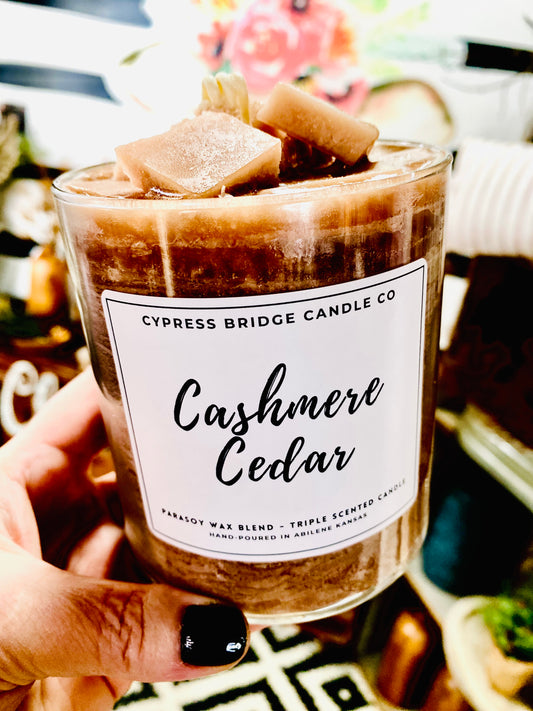 CYPRESS BRIDGE CANDLE CO
Cashmere
Cedar
PARASOY WAX BLEND - TRIPLE SCENTED CANDLE
HAND-POURED IN ABILENE KANSAS